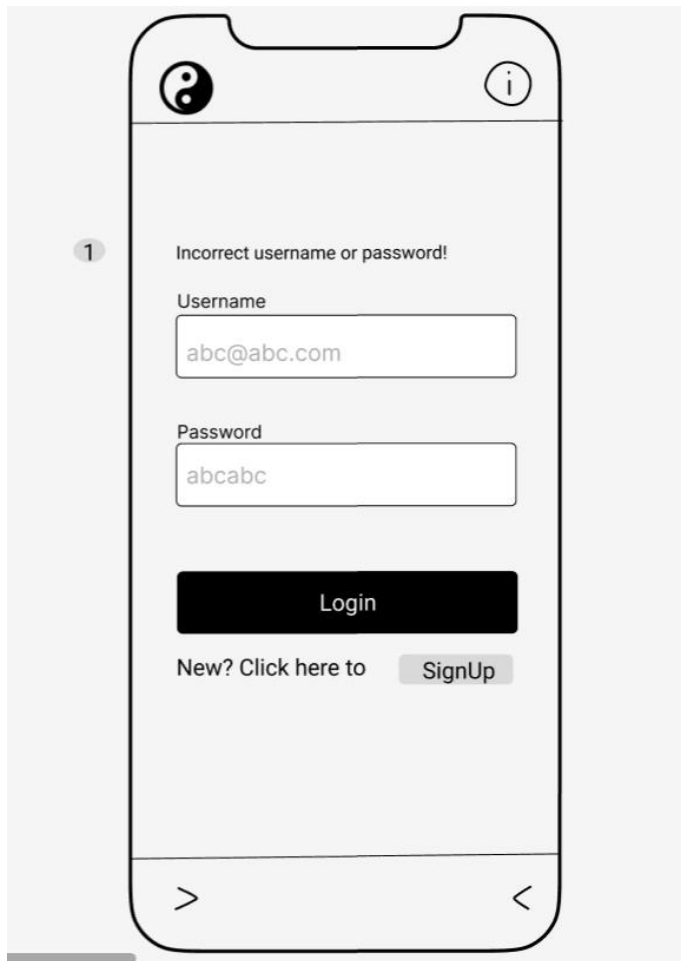 i
1
Incorrect username or password!
Username
abc@abc.com
Password
abcabc
Login
New? Click here to SignUp
> <